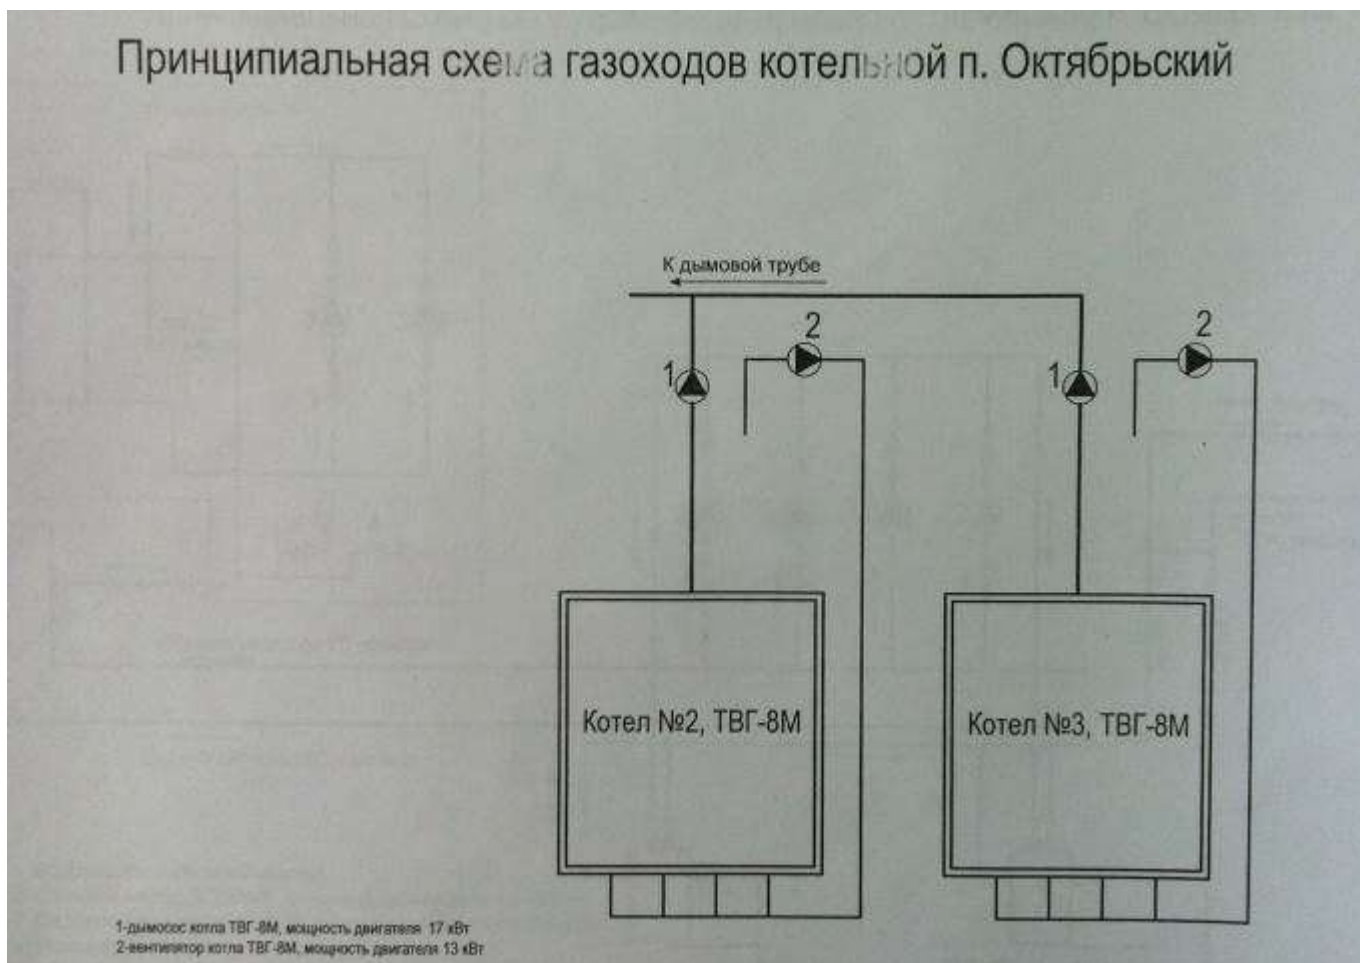 Принципиальная схема газоходов котельной п. Октябрьский
К дымовой трубе
2
2
1
1
Котел №2, ТВГ-8М
Котел №3, ТВГ-8М
1-дымосос котла ТВГ-8М, мощность двигателя 17 кВт
2-вентилятор котла ТВГ-8М, мощность двигателя 13 кВт